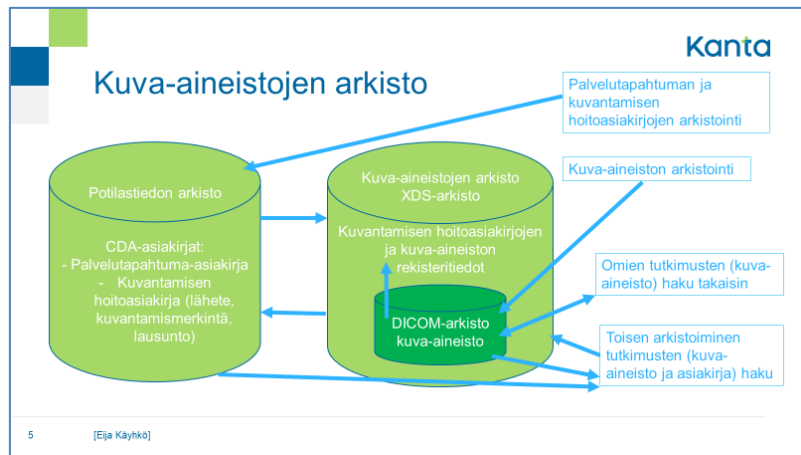 Kanta
Kuva-aineistojen arkisto
Palvelutapahtuman ja
kuvantamisen
hoitoasiakirjojen arkistointi
Kuva-aineiston arkistointi
Potilastiedon arkisto
CDA-asiakirjat:
- Palvelutapahtuma-asiakirja
- Kuvantamisen
hoitoasiakirja (lähete,
kuvantamismerkintä,
lausunto)
Kuva-aineistojen arkisto
XDS-arkisto
Kuvantamisen hoitoasiakirjojen
ja kuva-aineiston
rekisteritiedot
DICOM-arkisto
kuva-aineisto
Omien tutkimusten (kuva-
aineisto) haku takaisin
Toisen arkistoiminen
tutkimusten (kuva-
aineisto ja asiakirja) haku
5
[Eija Käyhkö]